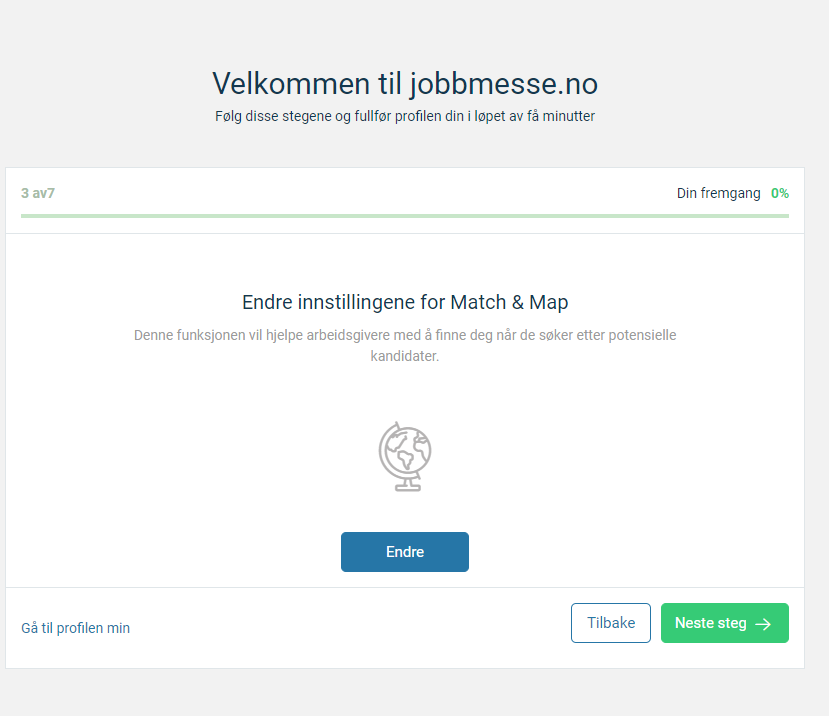 Velkommen til jobbmesse.no
Følg disse stegene og fullfør profilen din i løpet av få minutter
3 av7
Din fremgang 0%
Endre innstillingene for Match & Map
Denne funksjonen vil hjelpe arbeidsgivere med å finne deg når de søker etter potensielle
kandidater.
Endre
Gå til profilen min
Tilbake
Neste steg